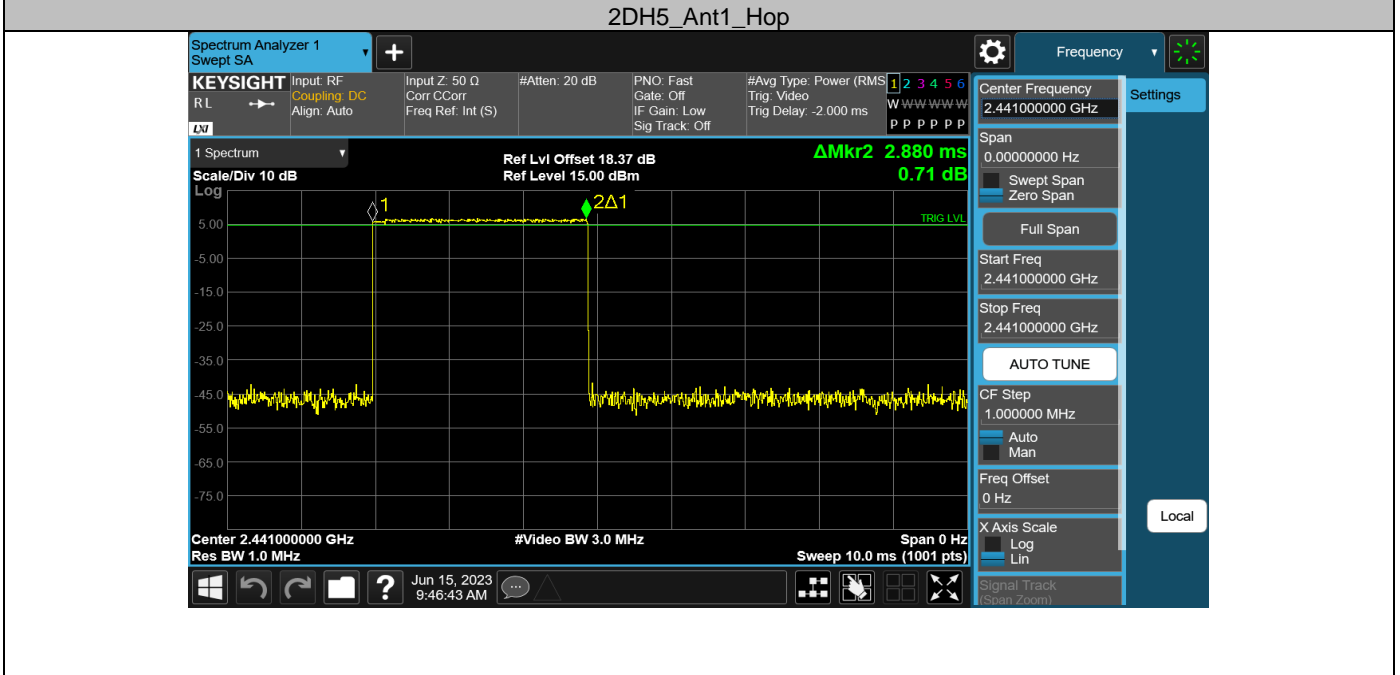 2DH5_Ant1_Hop
Spectrum Analyzer 1
Swept SA
+
Frequency
KEYSIGHT
R L
LXI
Input: RF
Coupling: DC
Align: Auto
Input Z: 50 Ω
Corr CCorr
Freq Ref: Int (S)
#Atten: 20 dB
PNO: Fast
Gate: Off
IF Gain: Low
Sig Track: Off
#Avg Type: Power (RMS
Trig: Video
Trig Delay: -2.000 ms
1 2 3 4 5 6
W W W W W W
P P P P P P
1 Spectrum
Scale/Div 10 dB
Log
Ref Lvl Offset 18.37 dB
Ref Level 15.00 dBm
ΔMkr2 2.880 ms
0.71 dB
1
2Δ1
TRIG LVL
5.00
-5.00
-15.0
-25.0
-35.0
-45.0
-55.0
-65.0
-75.0
Center 2.441000000 GHz
#Video BW 3.0 MHz
Span 0 Hz
Res BW 1.0 MHz
Sweep 10.0 ms (1001 pts)
?
Jun 15, 2023
9:46:43 AM
Center Frequency
2.441000000 GHz
Span
0.00000000 Hz
Swept Span
Zero Span
Full Span
Start Freq
2.441000000 GHz
Stop Freq
2.441000000 GHz
AUTO TUNE
CF Step
1.000000 MHz
Auto
Man
Freq Offset
0 Hz
X Axis Scale
Log
Lin
Signal Track
(Span Zoom)
Settings
Local